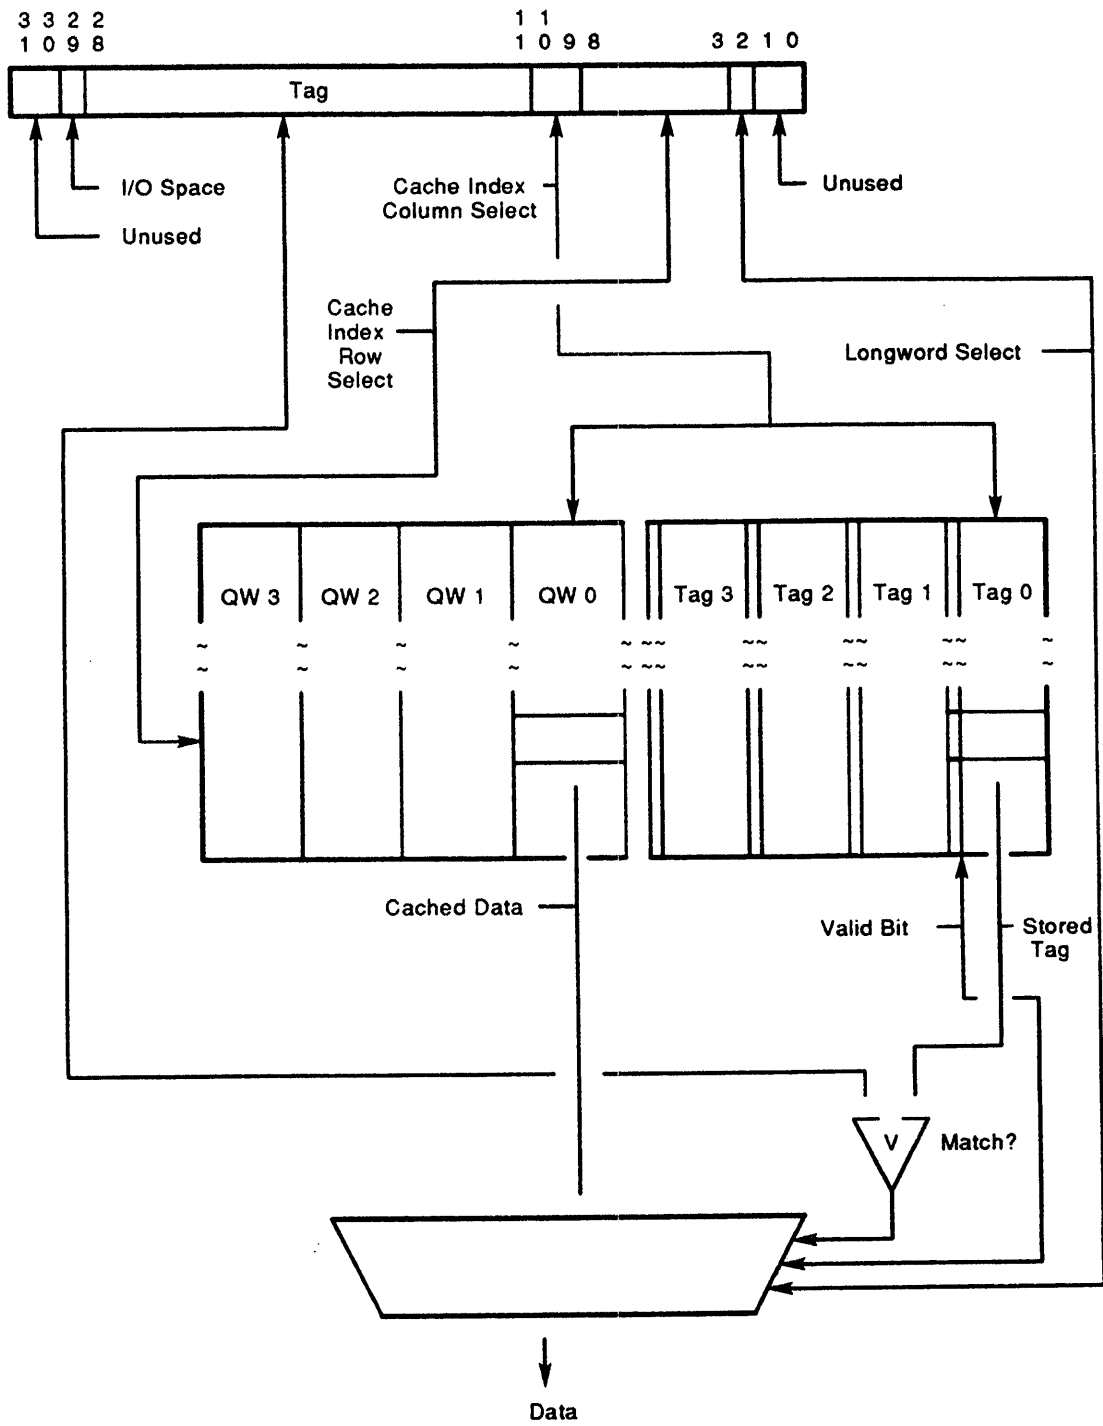 3 3 2 2 1 1
1 0 9 8 1 0 9 8 3 2 1 0
Tag
I/O Space
Unused
Cache Index
Column Select
Unused
Cache
Index
Row
Select
Longword Select
QW 3 QW 2 QW 1 QW 0 Tag 3 Tag 2 Tag 1 Tag 0
~ ~ ~ ~ ~ ~~ ~~ ~~ ~~ ~
~ ~ ~ ~ ~ ~~ ~~ ~~ ~~ ~
Cached Data
Valid Bit
Stored
Tag
V
Match?
Data